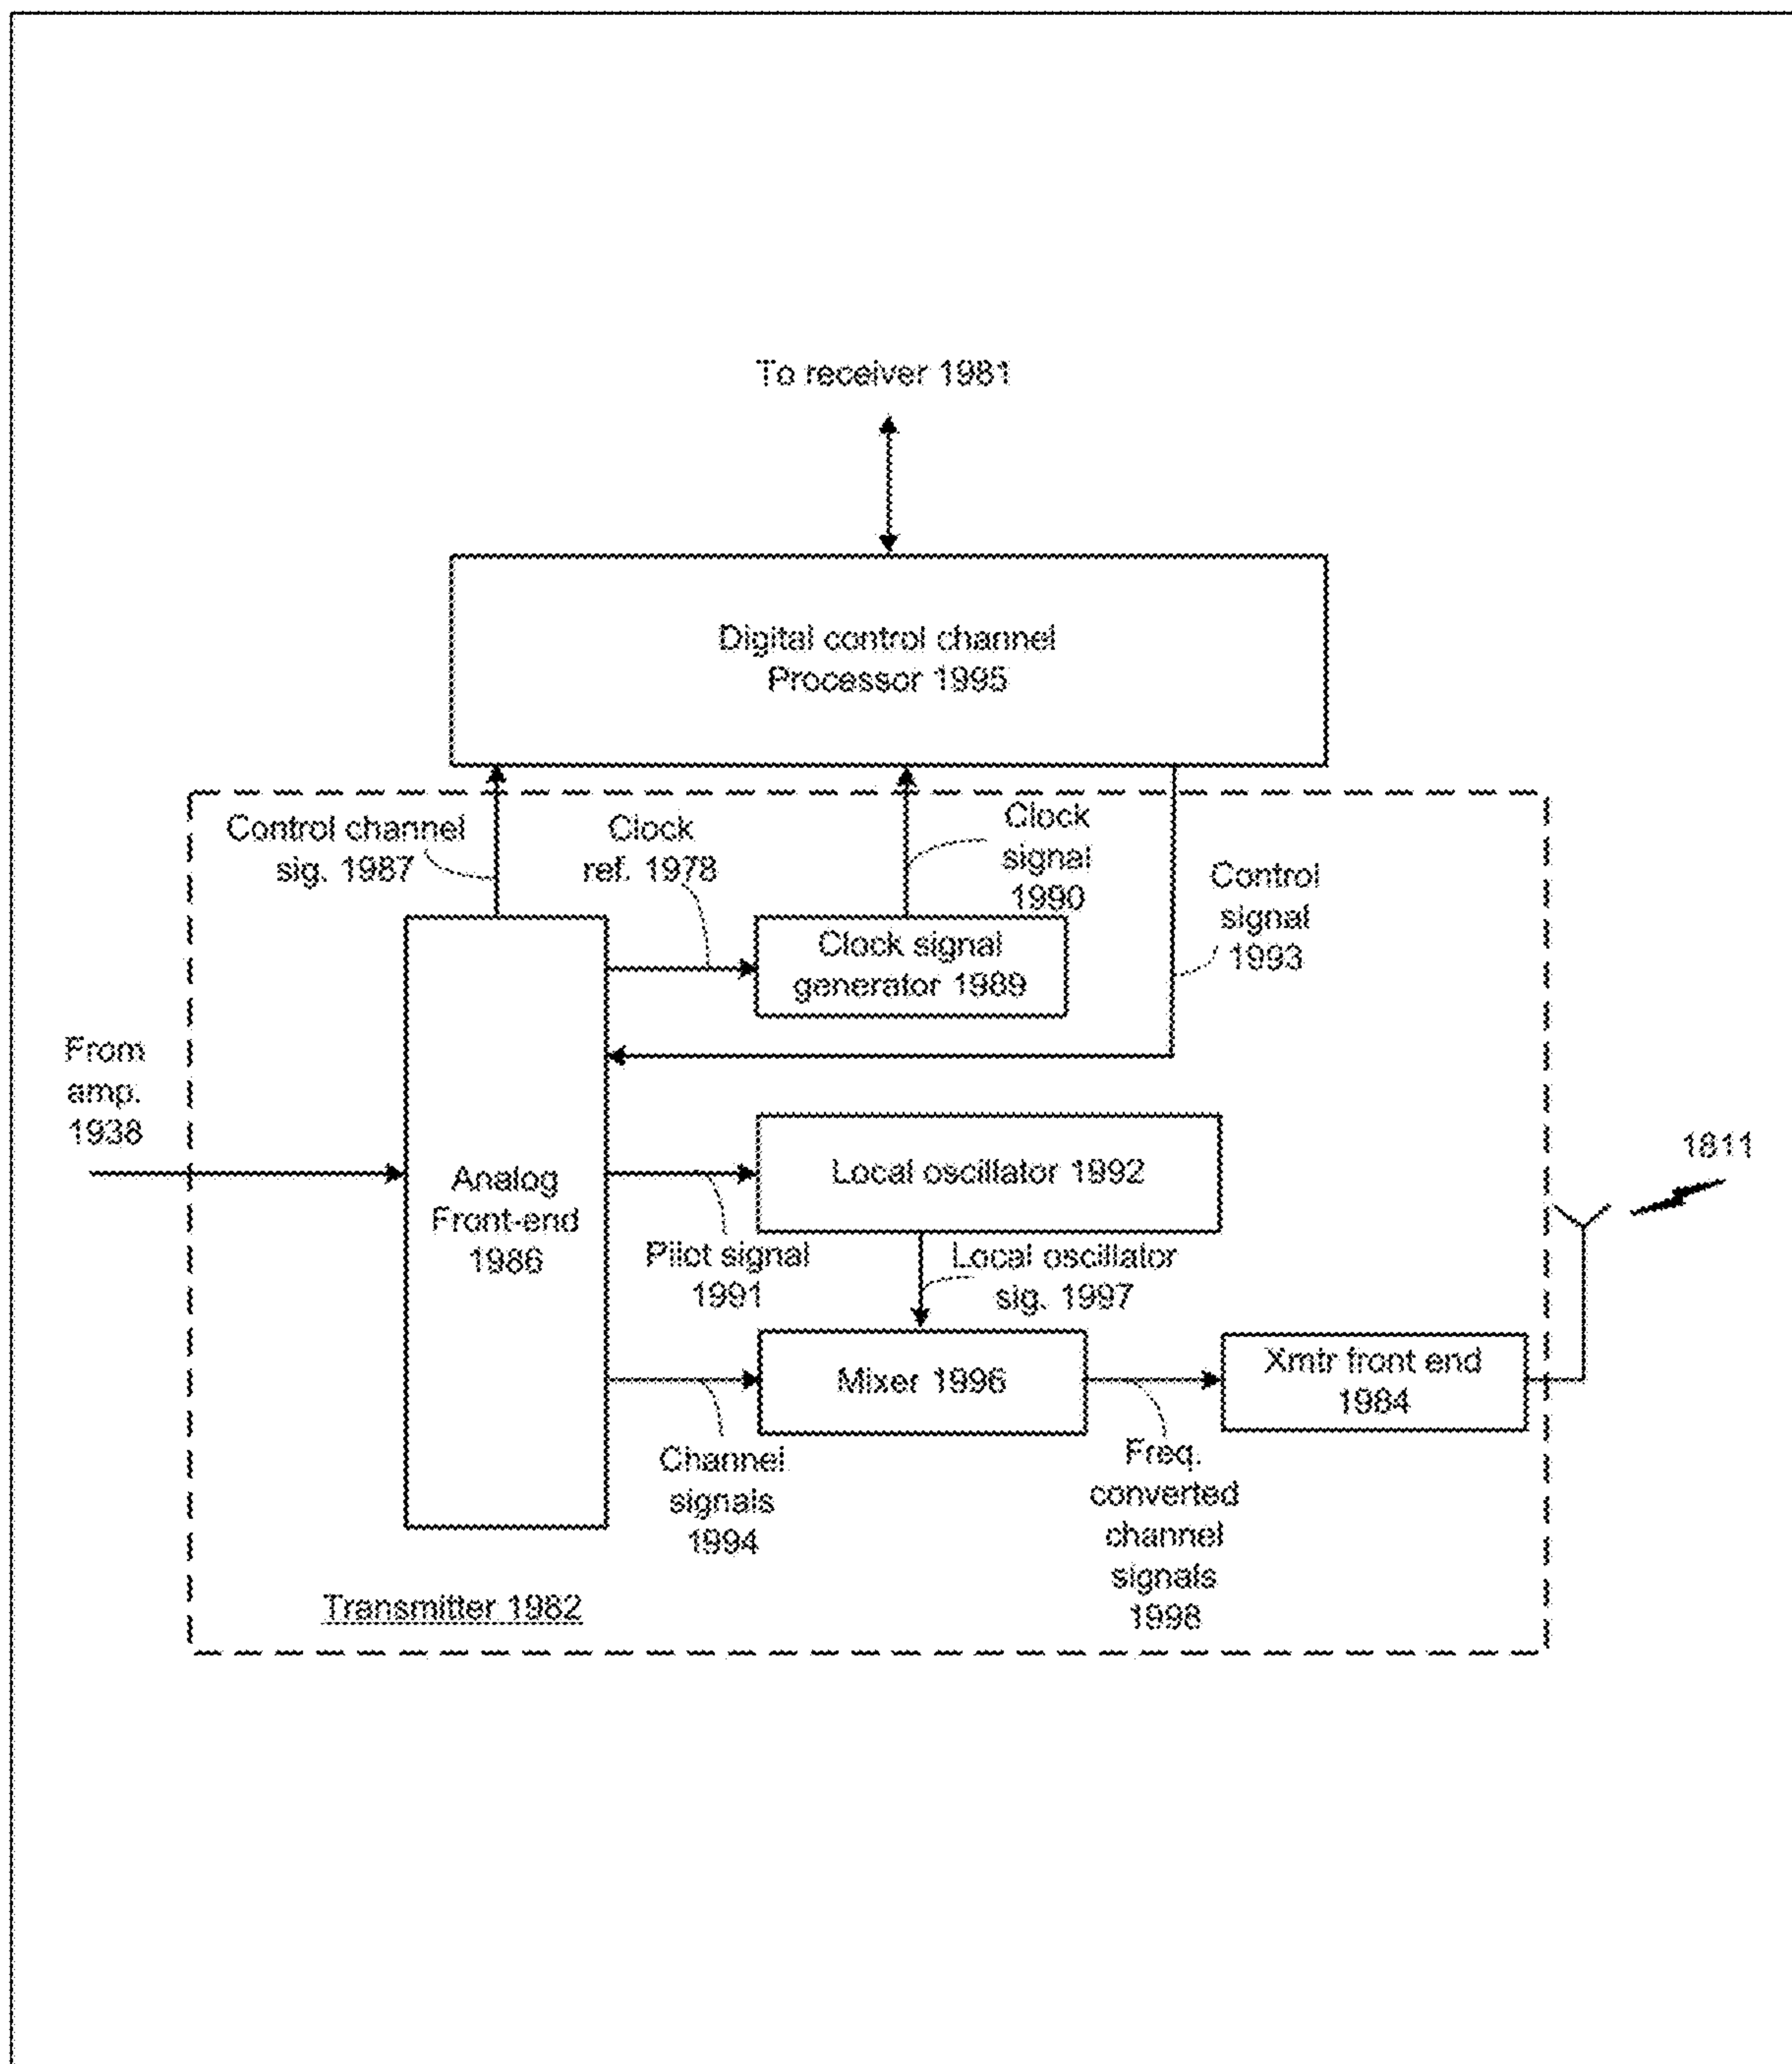 To receiver 1981
Digital control channel
Processor 1995
Control channel
sig. 1987
Clock
ref. 1978
Clock
signal
1990
Control
signal
1993
Clock signal
generator 1989
From
amp.
1938
Analog
Front-end
1986
Local oscillator 1992
1811
Pilot signal
1991
Local oscillator
sig. 1997
Mixer 1996
Xmtr front end
1984
Channel
signals
1994
Freq.
converted
channel
signals
1998
Transmitter 1982